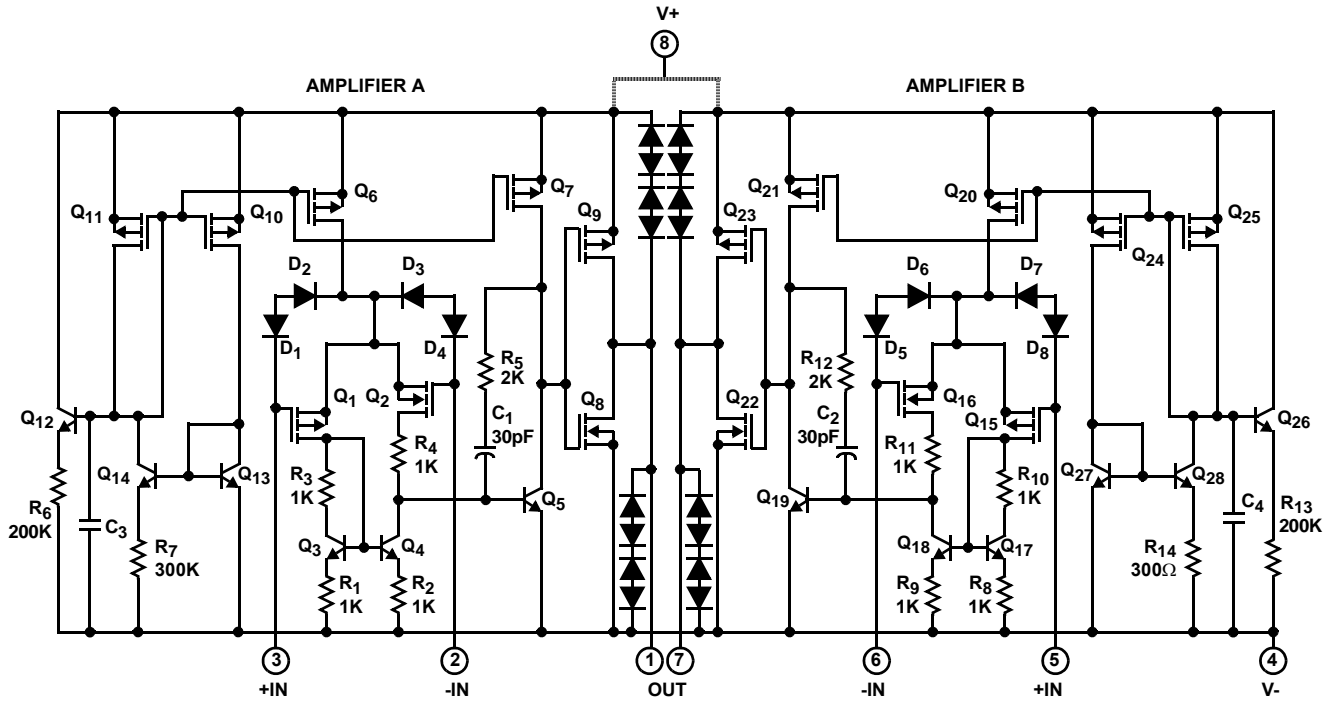 V+
8
AMPLIFIER A
AMPLIFIER B
Q11
Q10
Q6
Q7
Q9
Q23
Q21
Q20
Q24
Q25
D2
D3
D6
D7
D1
D4
D5
D8
R5
2K
R12
2K
Q1
Q2
C1
30pF
Q8
Q22
C2
30pF
Q16
Q15
Q12
Q26
R4
1K
R11
1K
Q14
Q13
R3
1K
Q5
Q19
R10
1K
Q27
Q28
R6
200K
C3
R7
300K
Q3
Q4
Q18
Q17
C4
R13
200K
R14
300Ω
R1
1K
R2
1K
R9
1K
R8
1K
3
2
1
7
6
5
4
+IN
-IN
OUT
-IN
+IN
V-